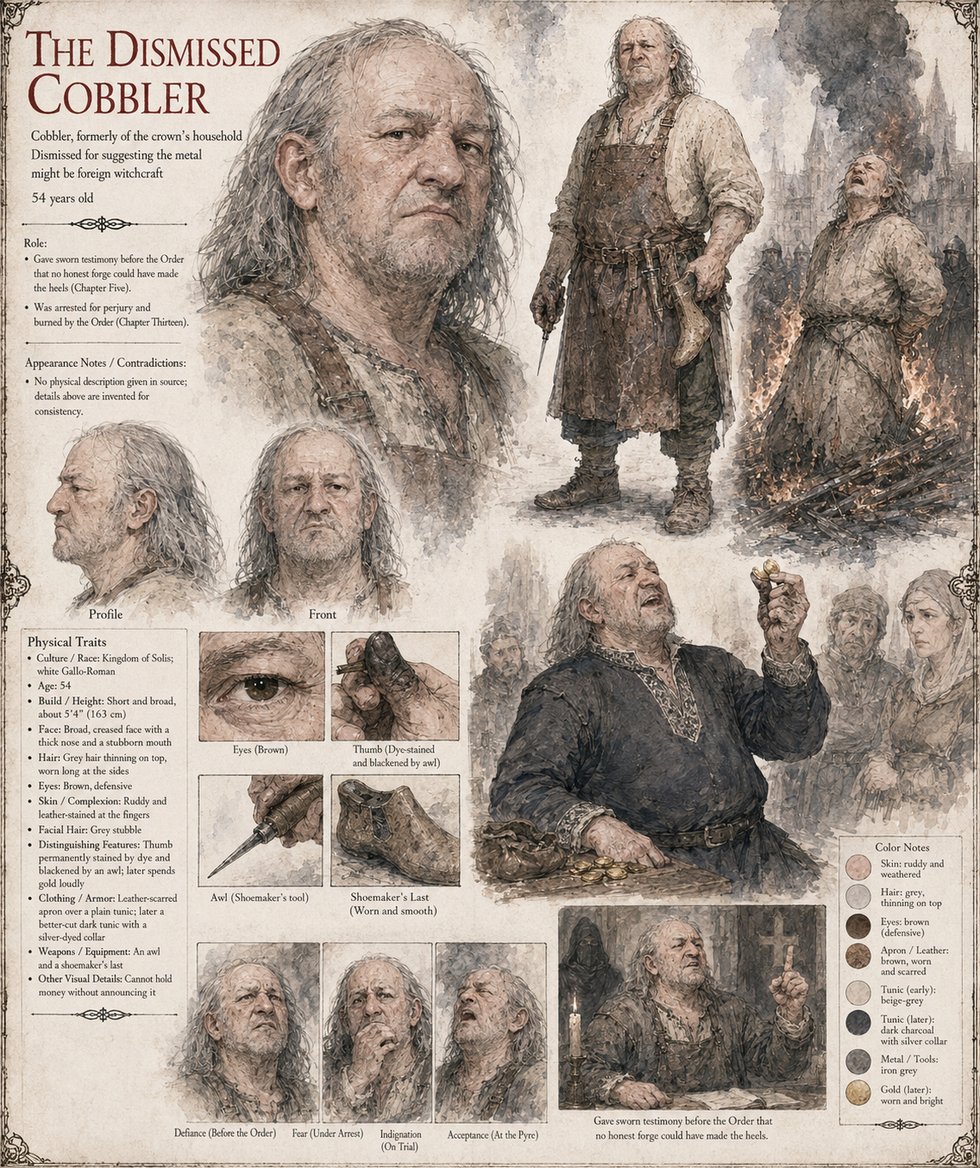 THE DISMISSED
COBBLER
Cobbler, formerly of the crown's household
Dismissed for suggesting the metal
might be foreign witchcraft
54 years old
Role:
• Gave sworn testimony before the Order
that no honest forge could have made
the heels (Chapter Five).
• Was arrested for perjury and
burned by the Order (Chapter Thirteen).
Appearance Notes / Contradictions:
• No physical description given in source;
details above are invented for
consistency.
Profile
Front
Physical Traits
• Culture / Race: Kingdom of Solis;
white Gallo-Roman
• Age: 54
• Build / Height: Short and broad,
about 5'4" (163 cm)
• Face: Broad, creased face with a
thick nose and a stubborn mouth
• Hair: Grey hair thinning on top,
worn long at the sides
• Eyes: Brown, defensive
• Skin / Complexion: Ruddy and
leather-stained at the fingers
• Facial Hair: Grey stubble
• Distinguishing Features: Thumb
permanently stained by dye and
blackened by an awl; later spends
gold loudly
• Clothing / Armor: Leather-scarred
apron over a plain tunic; later a
better-cut dark tunic with a
silver-dyed collar
• Weapons / Equipment: An awl
and a shoemaker's last
• Other Visual Details: Cannot hold
money without announcing it
Eyes (Brown)
Thumb (Dye-stained
and blackened by awl)
Awl (Shoemaker's tool)
Shoemaker's Last
(Worn and smooth)
Defiance (Before the Order)
Fear (Under Arrest)
Indignation
(On Trial)
Acceptance (At the Pyre)
Gave sworn testimony before the Order that
no honest forge could have made the heels.
Color Notes
Skin: ruddy and
weathered
Hair: grey,
thinning on top
Eyes: brown
(defensive)
Apron / Leather:
brown, worn
and scarred
Tunic (early):
beige-grey
Tunic (later):
dark charcoal
with silver collar
Metal / Tools:
iron grey
Gold (later):
worn and bright